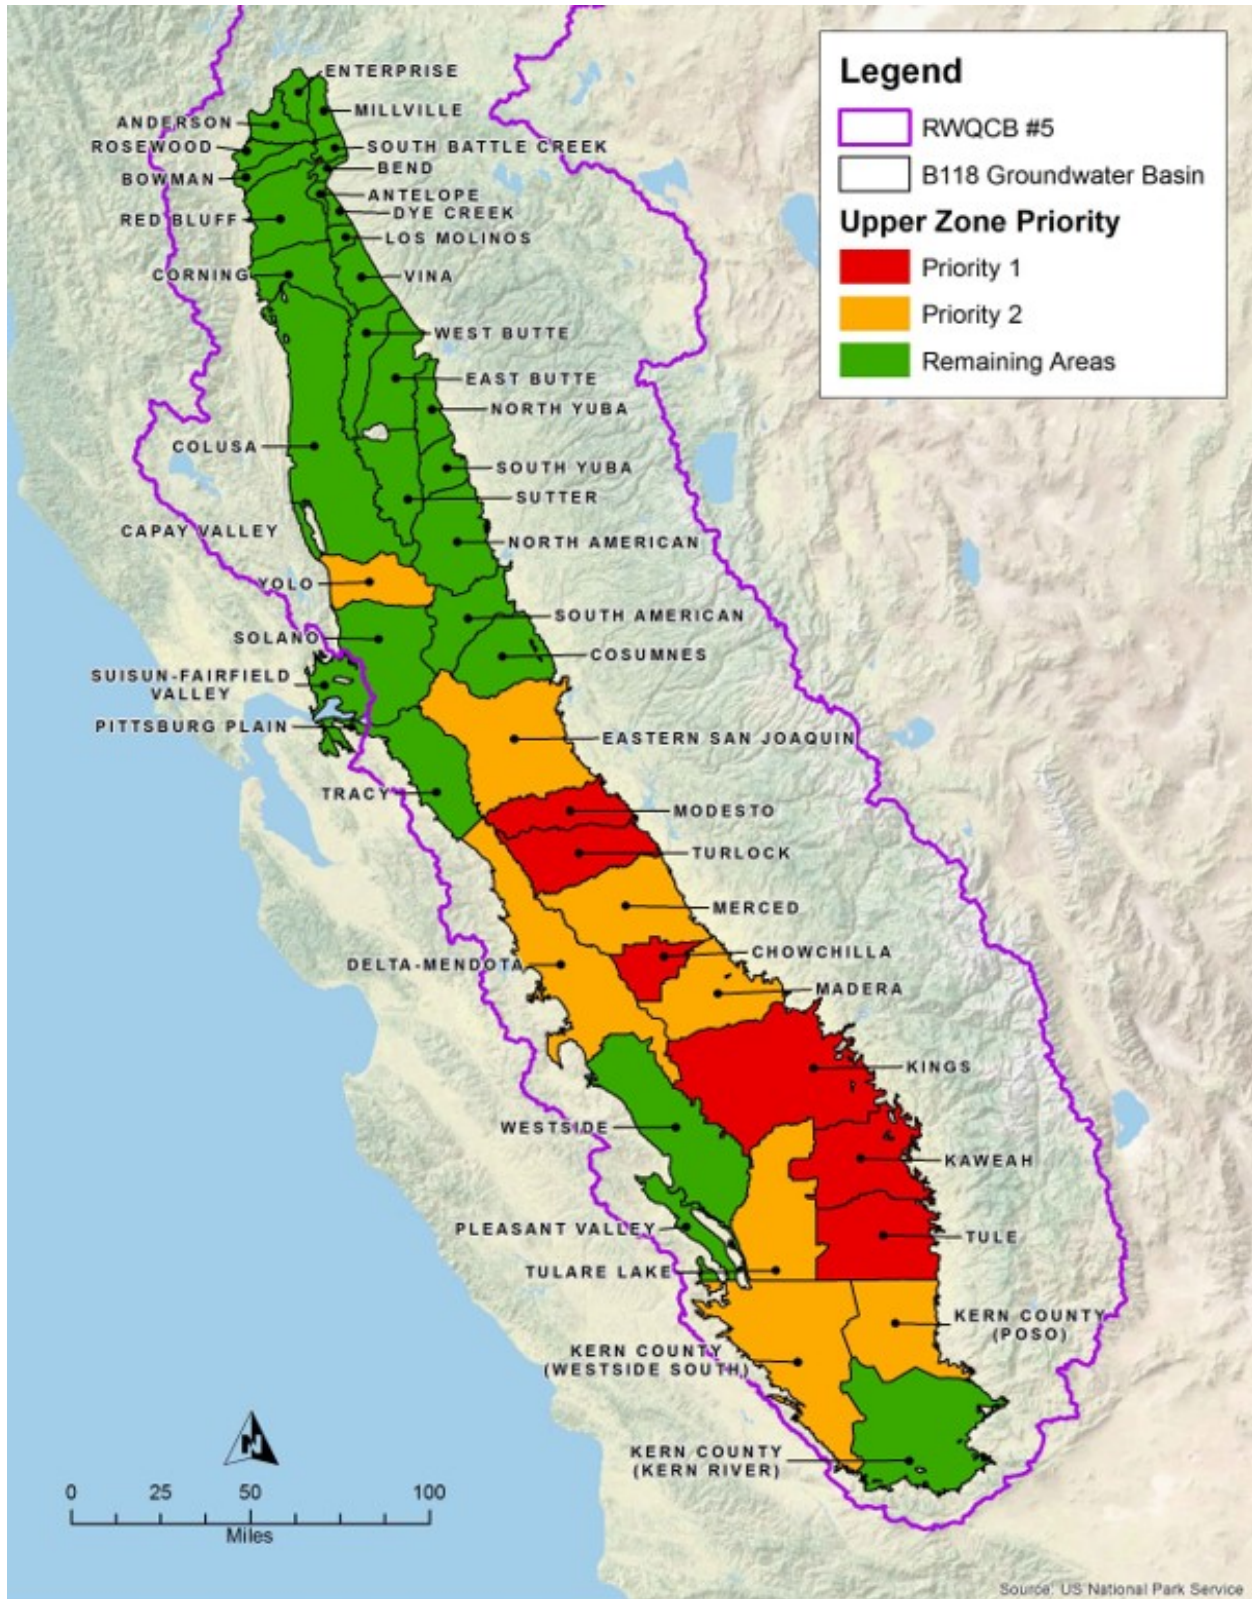 Legend
RWQCB #5
B118 Groundwater Basin
Upper Zone Priority
Priority 1
Priority 2
Remaining Areas
ENTERPRISE
MILLVILLE
ANDERSON
ROSEWOOD
SOUTH BATTLE CREEK
BEND
BOWMAN
ANTELOPE
DYE CREEK
RED BLUFF
LOS MOLINOS
CORNING
VINA
WEST BUTTE
EAST BUTTE
NORTH YUBA
COLUSA
SOUTH YUBA
SUTTER
CAPAY VALLEY
NORTH AMERICAN
YOLO
SOUTH AMERICAN
SOLANO
COSUMNES
SUISUN-FAIRFIELD
VALLEY
PITTSBURG PLAIN
EASTERN SAN JOAQUIN
TRACY
MODESTO
TURLOCK
MERCED
CHOWCHILLA
DELTA-MENDOTA
MADERA
KINGS
WESTSIDE
KAWEAH
PLEASANT VALLEY
TULE
TULARE LAKE
KERN COUNTY
(POSO)
KERN COUNTY
(WESTSIDE SOUTH)
KERN COUNTY
(KERN RIVER)
N
0 25 50 100
Miles
Source: US National Park Service